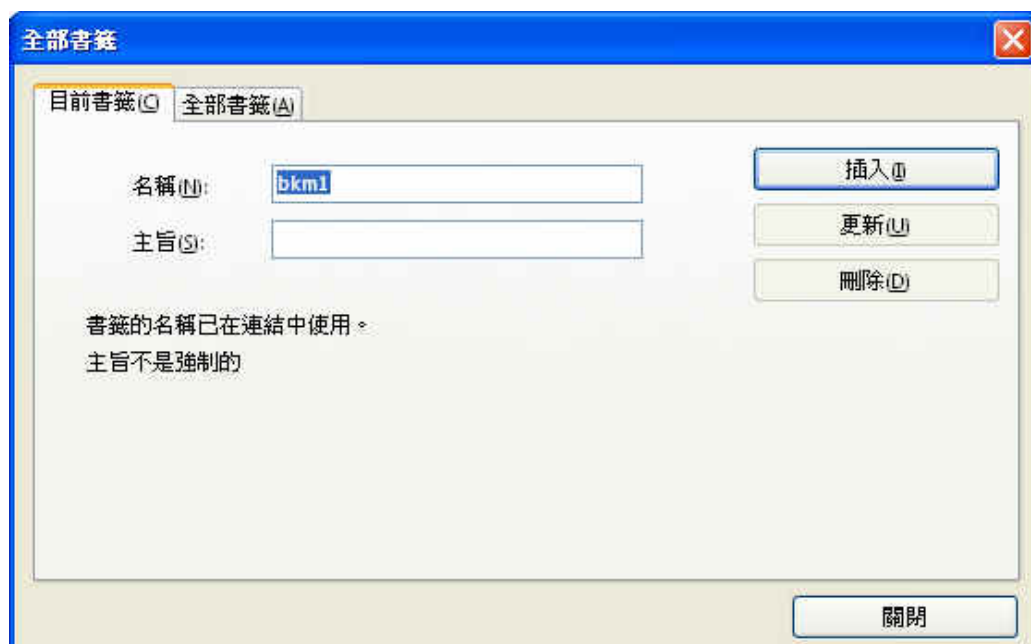 全部書籤
目前書籤(C) 全部書籤(A)
名稱(N): bkm1 插入(I)
主旨(S): 更新(U)
刪除(D)
書籤的名稱已在連結中使用。
主旨不是強制的
關閉